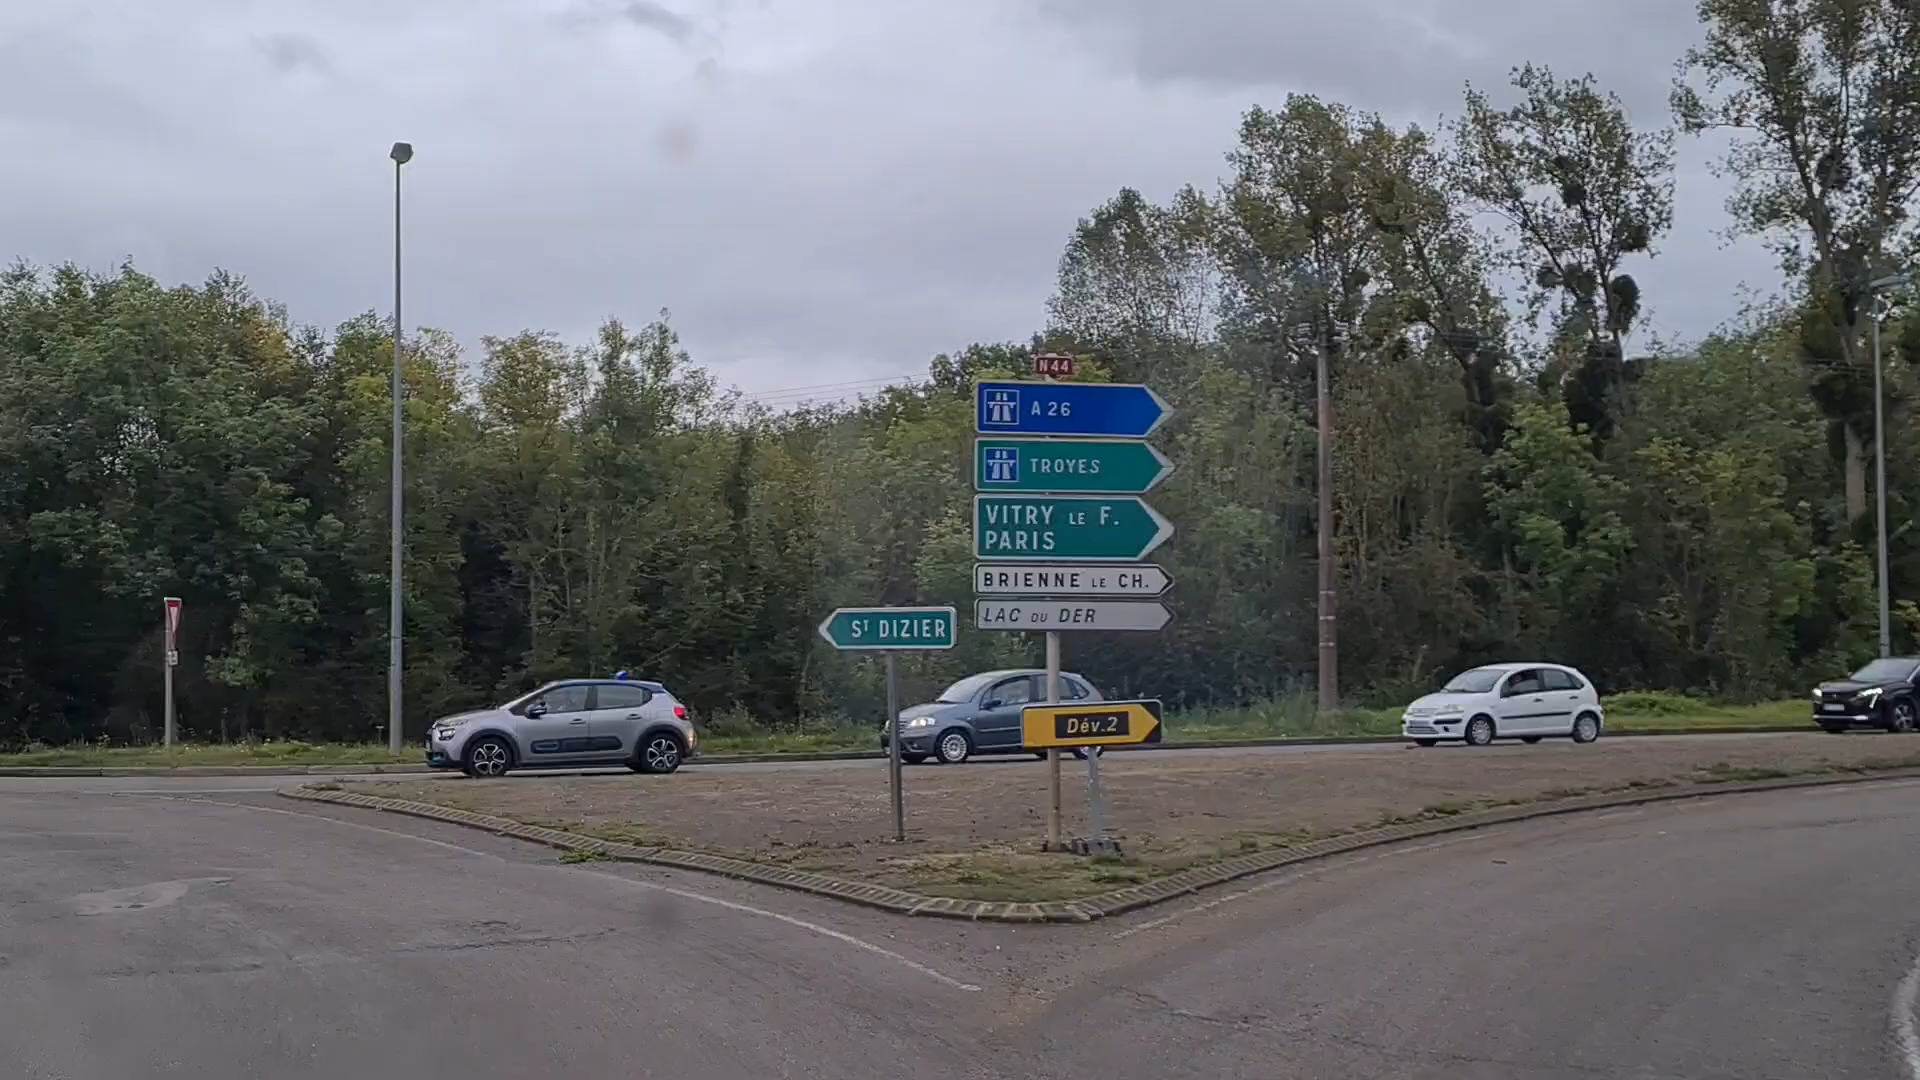 N44
A 26
TROYES
VITRY LE F.
PARIS
BRIENNE LE CH.
LAC DU DER
ST DIZIER
Dév.2